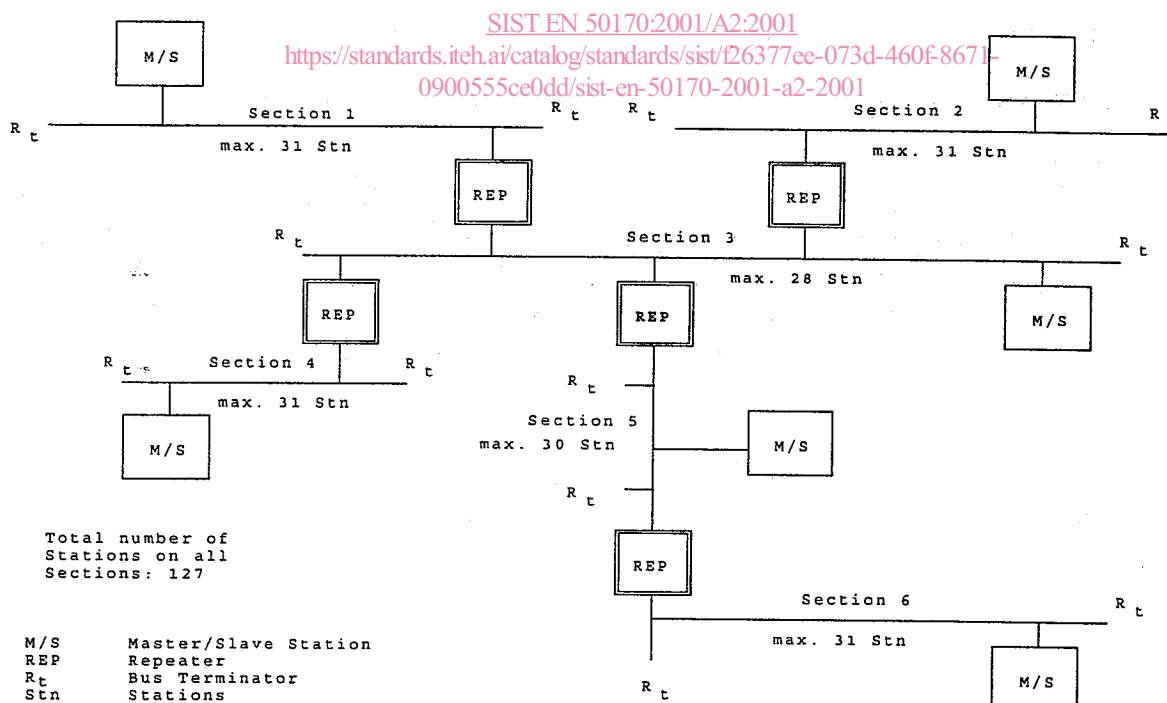 SIST EN 50170:2001/A2:2001
https://standards.iteh.ai/catalog/standards/sist/f26377ee-073d-460f-8671-
0900555ce0dd/sist-en-50170-2001-a2-2001
M/S
M/S
Rt
Section 1
Rt
Rt
Section 2
R
max. 31 Stn
max. 31 Stn
REP
REP
Rt
Section 3
Rt
max. 28 Stn
REP
REP
M/S
Rt
Section 4
Rt
max. 31 Stn
Rt
Section 5
max. 30 Stn
M/S
M/S
Rt
Total number of
Stations on all
Sections: 127
REP
Section 6
Rt
max. 31 Stn
M/S
Rt
M/S Master/Slave Station
REP Repeater
Rt Bus Terminator
Stn Stations